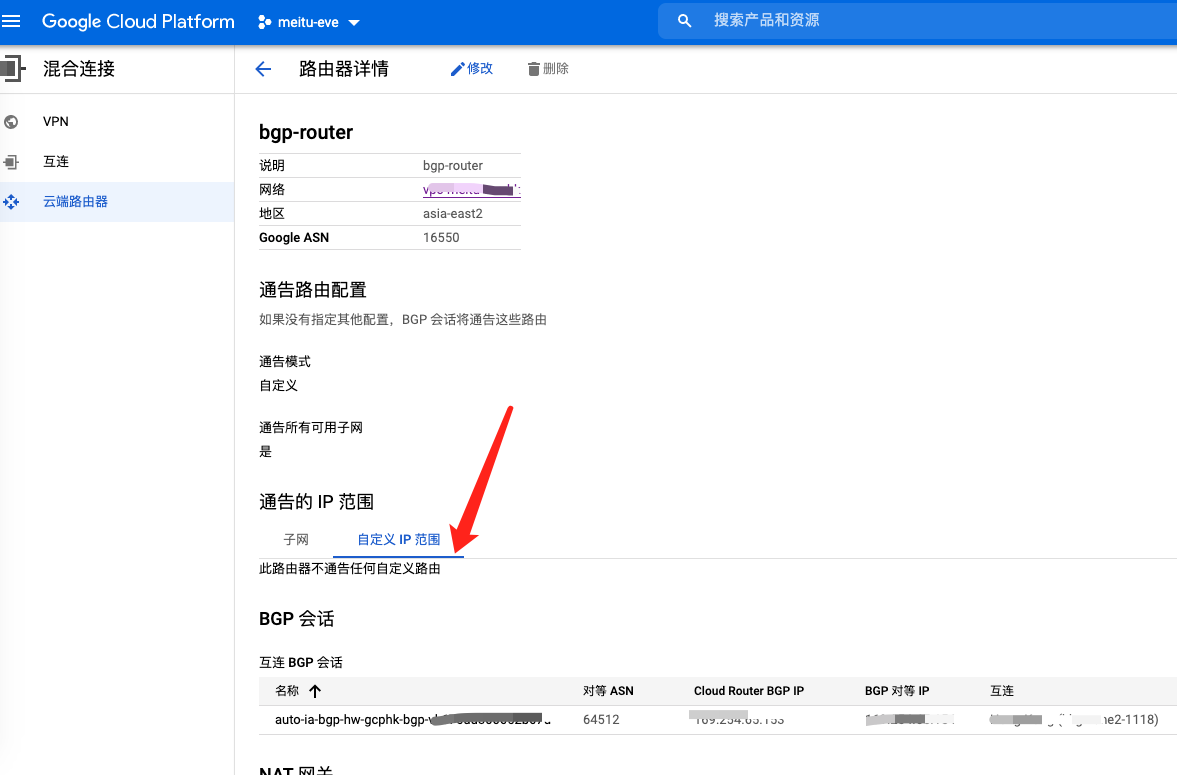 Google Cloud Platform meitu-eve 搜索产品和资源
混合连接 路由器详情 修改 删除
VPN
互连
云端路由器
bgp-router
说明 bgp-router
网络
地区 asia-east2
Google ASN 16550
通告路由配置
如果没有指定其他配置，BGP 会话将通告这些路由
通告模式
自定义
通告所有可用子网
是
通告的 IP 范围
子网 自定义 IP 范围
此路由器不通告任何自定义路由
BGP 会话
互连 BGP 会话
名称 对等 ASN Cloud Router BGP IP BGP 对等 IP 互连
auto-ia-bgp-hw-gcphk-bgp- 64512 169.254.65.153
NAT 网关